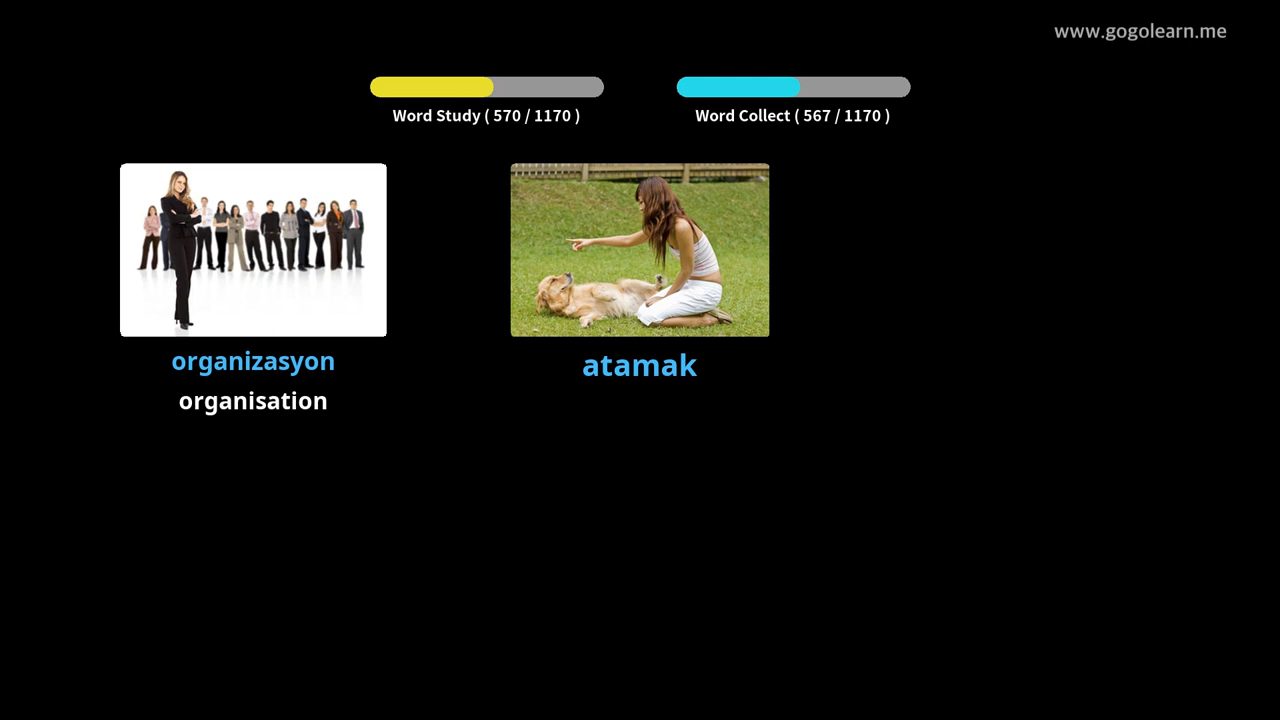 www.gogolearn.me
Word Study ( 570 / 1170 )
Word Collect ( 567 / 1170 )
organizasyon
organisation
atamak